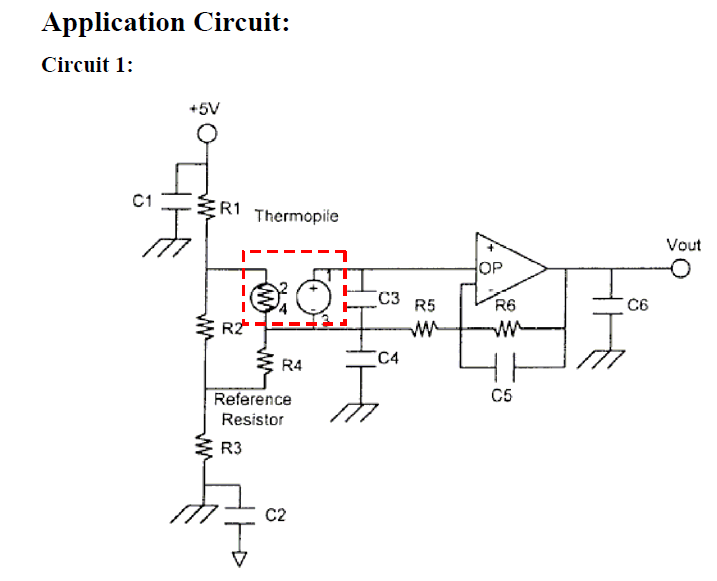 Application Circuit:
Circuit 1:
+5V
C1
R1
Thermopile
Vout
+
OP
-
2
4
+
-
1
3
C3
R5
R6
C6
R2
R4
C4
C5
Reference
Resistor
R3
C2